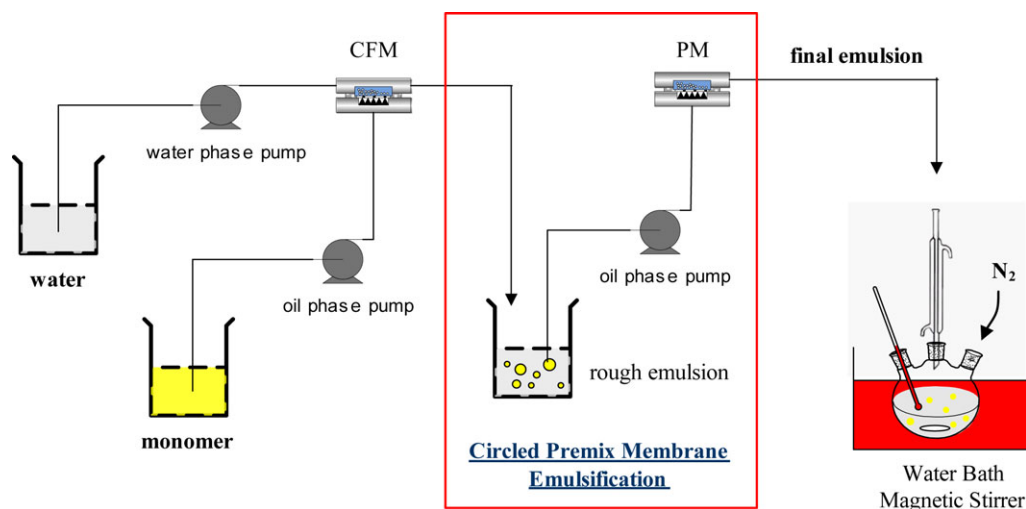 CFM
PM
final emulsion
water phase pump
water
oil phase pump
monomer
oil phase pump
rough emulsion
Circled Premix Membrane
Emulsification
N₂
Water Bath
Magnetic Stirrer